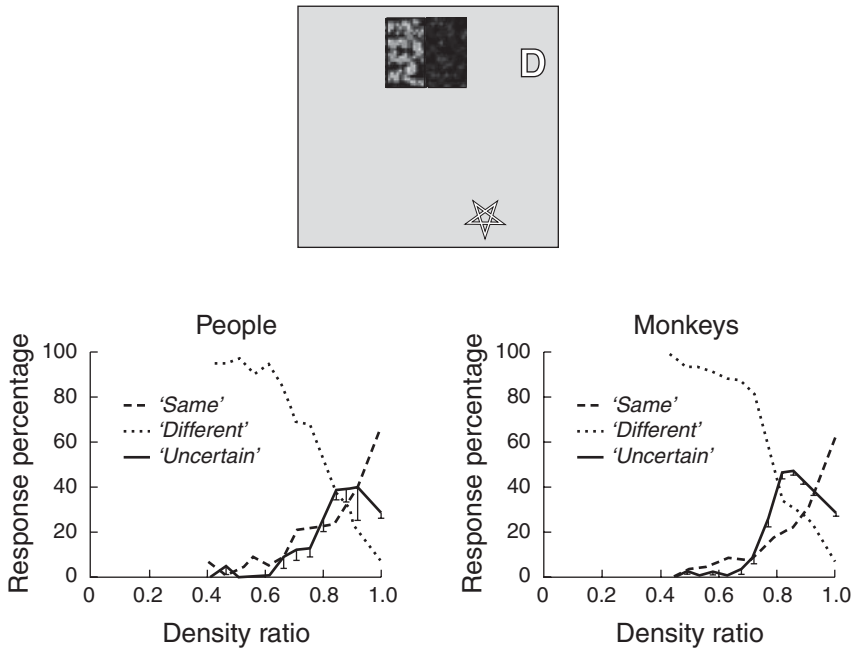 D
People
Response percentage
100
80
60
40
20
0
'Same'
'Different'
'Uncertain'
0 0.2 0.4 0.6 0.8 1.0
Density ratio
Monkeys
Response percentage
100
80
60
40
20
0
'Same'
'Different'
'Uncertain'
0 0.2 0.4 0.6 0.8 1.0
Density ratio